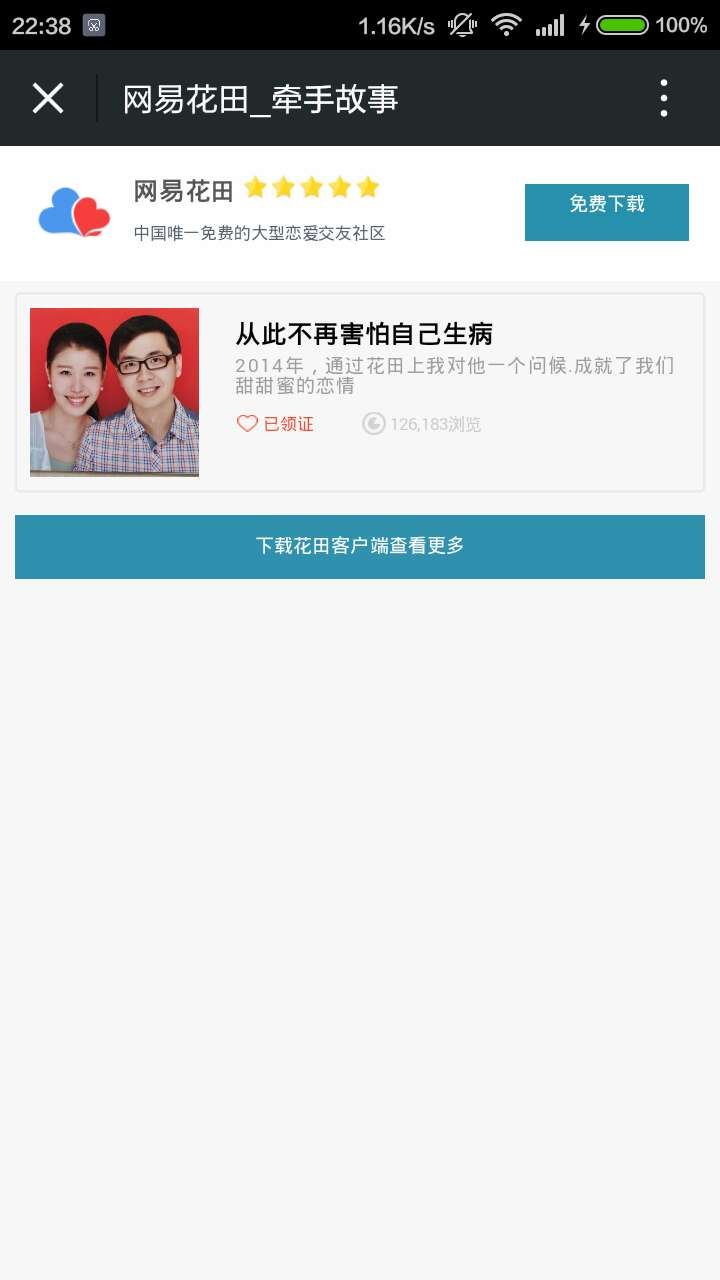 22:38 1.16K/s 100%
网易花田_牵手故事
网易花田
免费下载
中国唯一免费的大型恋爱交友社区
从此不再害怕自己生病
2014年，通过花田上我对他一个问候.成就了我们
甜甜蜜的恋情
已领证 126,183浏览
下载花田客户端查看更多